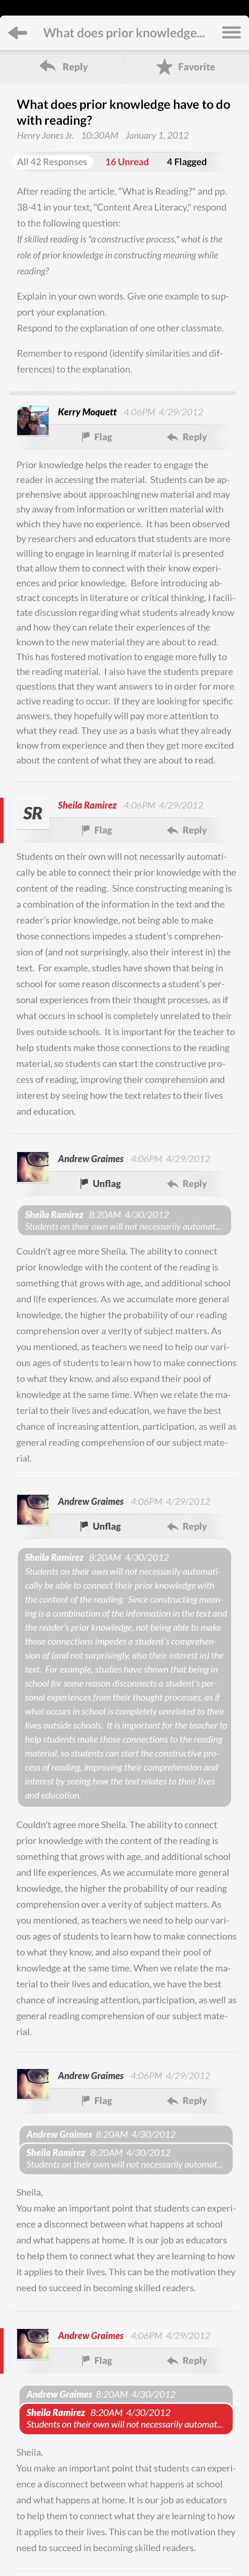 What does prior knowledge...
Reply
Favorite
What does prior knowledge have to do
with reading?
Henry Jones Jr. 10:30AM January 1, 2012
All 42 Responses 16 Unread 4 Flagged
After reading the article, "What is Reading?" and pp.
38-41 in your text, "Content Area Literacy," respond
to the following question:
If skilled reading is "a constructive process," what is the
role of prior knowledge in constructing meaning while
reading?
Explain in your own words. Give one example to sup-
port your explanation.
Respond to the explanation of one other classmate.
Remember to respond (identify similarities and dif-
ferences) to the explanation.
Kerry Moquett 4:06PM 4/29/2012
Flag
Reply
Prior knowledge helps the reader to engage the
reader in accessing the material. Students can be ap-
prehensive about approaching new material and may
shy away from information or written material with
which they have no experience. It has been observed
by researchers and educators that students are more
willing to engage in learning if material is presented
that allow them to connect with their know experi-
ences and prior knowledge. Before introducing ab-
stract concepts in literature or critical thinking, I facili-
tate discussion regarding what students already know
and how they can relate their experiences of the
known to the new material they are about to read.
This has fostered motivation to engage more fully to
the reading material. I also have the students prepare
questions that they want answers to in order for more
active reading to occur. If they are looking for specific
answers, they hopefully will pay more attention to
what they read. They use as a basis what they already
know from experience and then they get more excited
about the content of what they are about to read.
SR
Sheila Ramirez 4:06PM 4/29/2012
Flag
Reply
Students on their own will not necessarily automati-
cally be able to connect their prior knowledge with the
content of the reading. Since constructing meaning is
a combination of the information in the text and the
reader's prior knowledge, not being able to make
those connections impedes a student's comprehen-
sion of (and not surprisingly, also their interest in) the
text. For example, studies have shown that being in
school for some reason disconnects a student's per-
sonal experiences from their thought processes, as if
what occurs in school is completely unrelated to their
lives outside schools. It is important for the teacher to
help students make those connections to the reading
material, so students can start the constructive pro-
cess of reading, improving their comprehension and
interest by seeing how the text relates to their lives
and education.
Andrew Graimes 4:06PM 4/29/2012
Unflag
Reply
Sheila Ramirez 8:20AM 4/30/2012
Students on their own will not necessarily automat...
Couldn't agree more Sheila. The ability to connect
prior knowledge with the content of the reading is
something that grows with age, and additional school
and life experiences. As we accumulate more general
knowledge, the higher the probability of our reading
comprehension over a verity of subject matters. As
you mentioned, as teachers we need to help our vari-
ous ages of students to learn how to make connections
to what they know, and also expand their pool of
knowledge at the same time. When we relate the ma-
terial to their lives and education, we have the best
chance of increasing attention, participation, as well as
general reading comprehension of our subject mate-
rial.
Andrew Graimes 4:06PM 4/29/2012
Unflag
Reply
Sheila Ramirez 8:20AM 4/30/2012
Students on their own will not necessarily automati-
cally be able to connect their prior knowledge with
the content of the reading. Since constructing mean-
ing is a combination of the information in the text and
the reader's prior knowledge, not being able to make
those connections impedes a student's comprehen-
sion of (and not surprisingly, also their interest in) the
text. For example, studies have shown that being in
school for some reason disconnects a student's per-
sonal experiences from their thought processes, as if
what occurs in school is completely unrelated to their
lives outside schools. It is important for the teacher to
help students make those connections to the reading
material, so students can start the constructive pro-
cess of reading, improving their comprehension and
interest by seeing how the text relates to their lives
and education.
Couldn't agree more Sheila. The ability to connect
prior knowledge with the content of the reading is
something that grows with age, and additional school
and life experiences. As we accumulate more general
knowledge, the higher the probability of our reading
comprehension over a verity of subject matters. As
you mentioned, as teachers we need to help our vari-
ous ages of students to learn how to make connections
to what they know, and also expand their pool of
knowledge at the same time. When we relate the ma-
terial to their lives and education, we have the best
chance of increasing attention, participation, as well as
general reading comprehension of our subject mate-
rial.
Andrew Graimes 4:06PM 4/29/2012
Flag
Reply
Andrew Graimes 8:20AM 4/30/2012
Sheila Ramirez 8:20AM 4/30/2012
Students on their own will not necessarily automat...
Sheila,
You make an important point that students can experi-
ence a disconnect between what happens at school
and what happens at home. It is our job as educators
to help them to connect what they are learning to how
it applies to their lives. This can be the motivation they
need to succeed in becoming skilled readers.
Andrew Graimes 4:06PM 4/29/2012
Flag
Reply
Andrew Graimes 8:20AM 4/30/2012
Sheila Ramirez 8:20AM 4/30/2012
Students on their own will not necessarily automat...
Sheila,
You make an important point that students can experi-
ence a disconnect between what happens at school
and what happens at home. It is our job as educators
to help them to connect what they are learning to how
it applies to their lives. This can be the motivation they
need to succeed in becoming skilled readers.